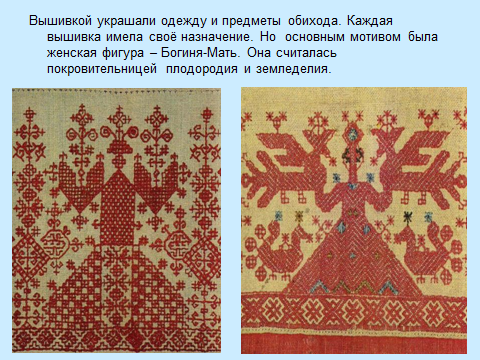 Вышивкой украшали одежду и предметы обихода. Каждая
вышивка имела своё назначение. Но основным мотивом была
женская фигура – Богиня-Мать. Она считалась
покровительницей плодородия и земледелия.